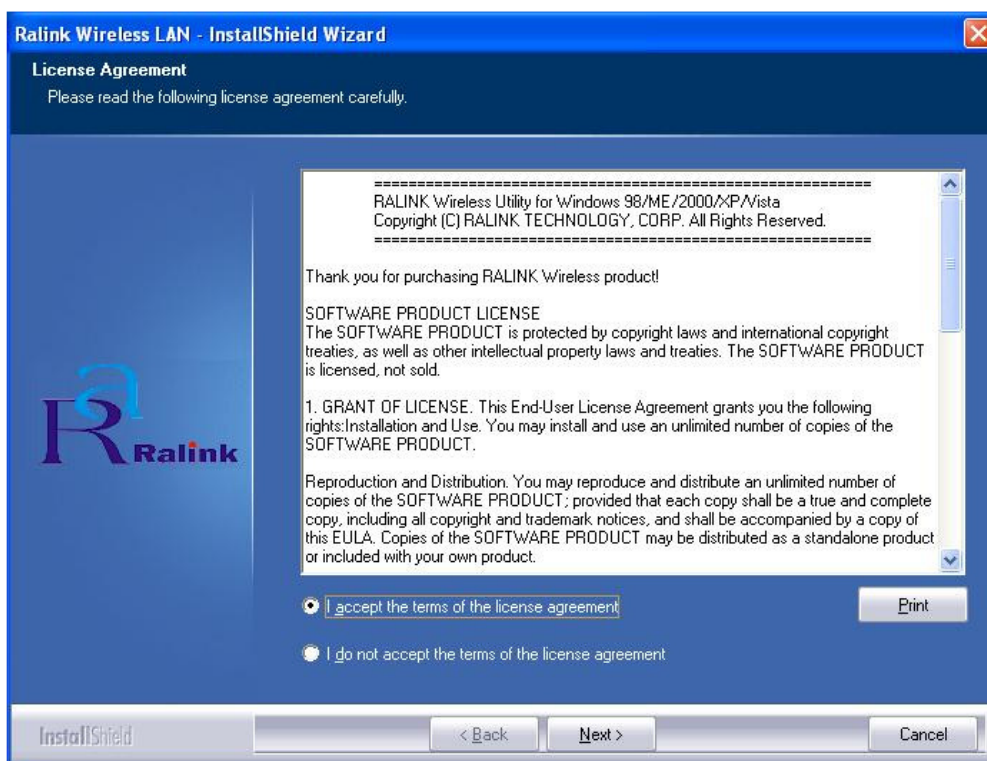 Ralink Wireless LAN - InstallShield Wizard
License Agreement
Please read the following license agreement carefully.
=========================================================
RALINK Wireless Utility for Windows 98/ME/2000/XP/Vista
Copyright (C) RALINK TECHNOLOGY, CORP. All Rights Reserved.
=========================================================
Thank you for purchasing RALINK Wireless product!
SOFTWARE PRODUCT LICENSE
The SOFTWARE PRODUCT is protected by copyright laws and international copyright
treaties, as well as other intellectual property laws and treaties. The SOFTWARE PRODUCT
is licensed, not sold.
1. GRANT OF LICENSE. This End-User License Agreement grants you the following
rights:Installation and Use. You may install and use an unlimited number of copies of the
SOFTWARE PRODUCT.
Reproduction and Distribution. You may reproduce and distribute an unlimited number of
copies of the SOFTWARE PRODUCT; provided that each copy shall be a true and complete
copy, including all copyright and trademark notices, and shall be accompanied by a copy of
this EULA. Copies of the SOFTWARE PRODUCT may be distributed as a standalone product
or included with your own product.
Ra
Ralink
I accept the terms of the license agreement
Print
I do not accept the terms of the license agreement
InstallShield
< Back
Next >
Cancel